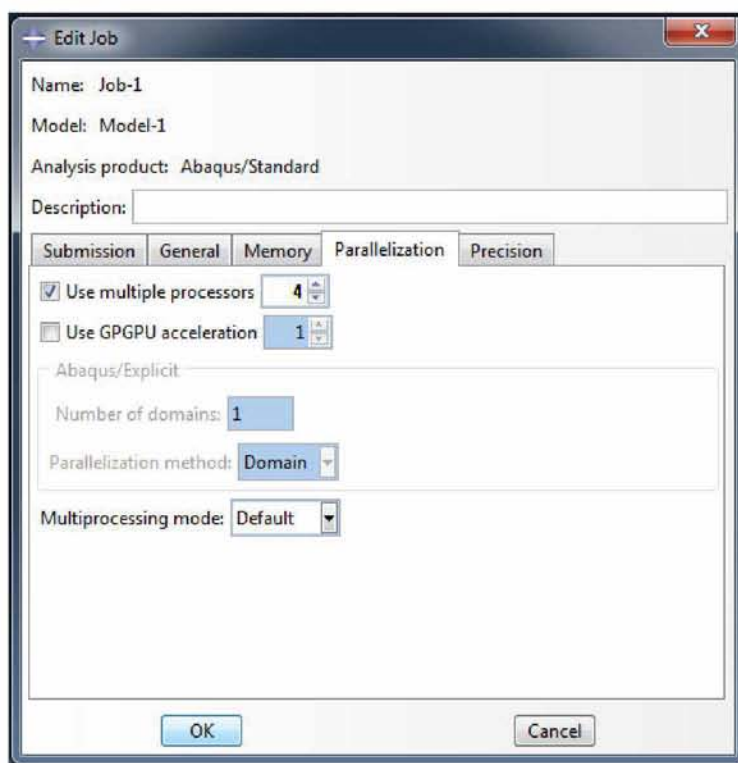 Edit Job
Name: Job-1
Model: Model-1
Analysis product: Abaqus/Standard
Description:
Submission General Memory Parallelization Precision
Use multiple processors 4
Use GPGPU acceleration 1
Abaqus/Explicit
Number of domains: 1
Parallelization method: Domain
Multiprocessing mode: Default
OK Cancel